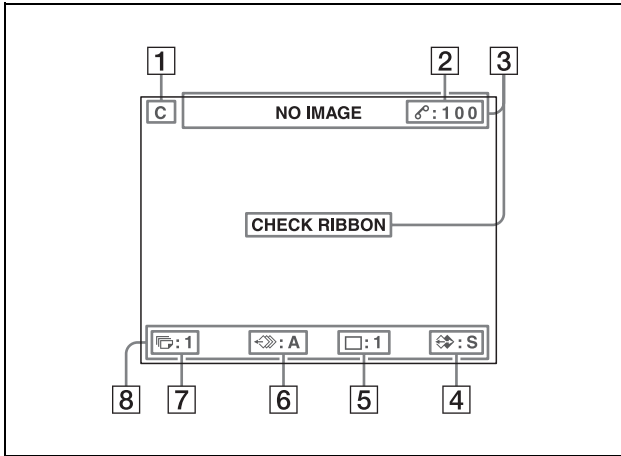 1 2 3
C NO IMAGE :100
CHECK RIBBON
:1 :A :1 :S
8 7 6 5 4